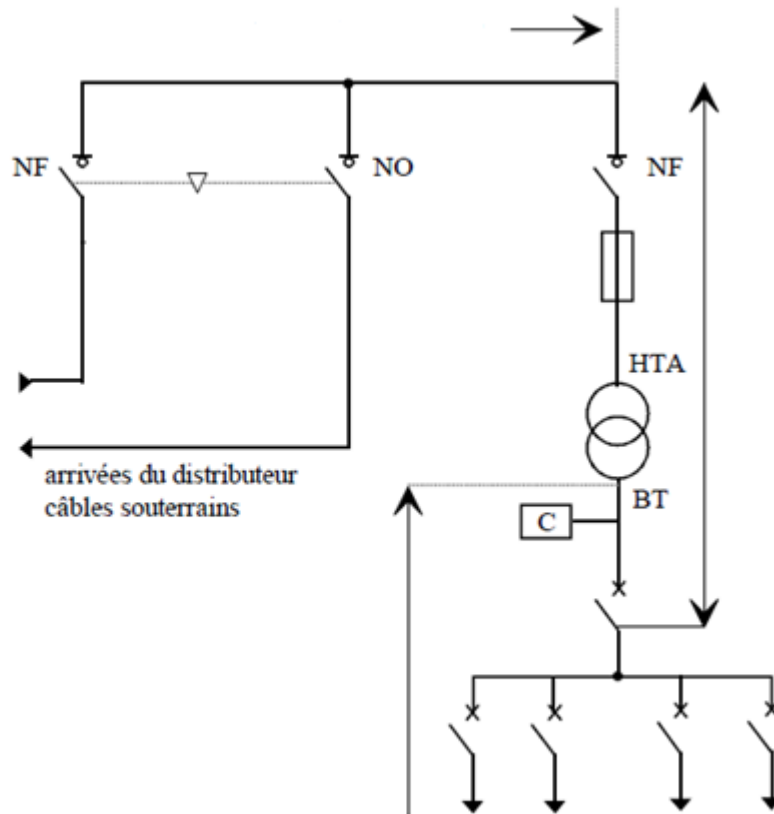 NF
NO
NF
HTA
arrivées du distributeur
câbles souterrains
BT
C